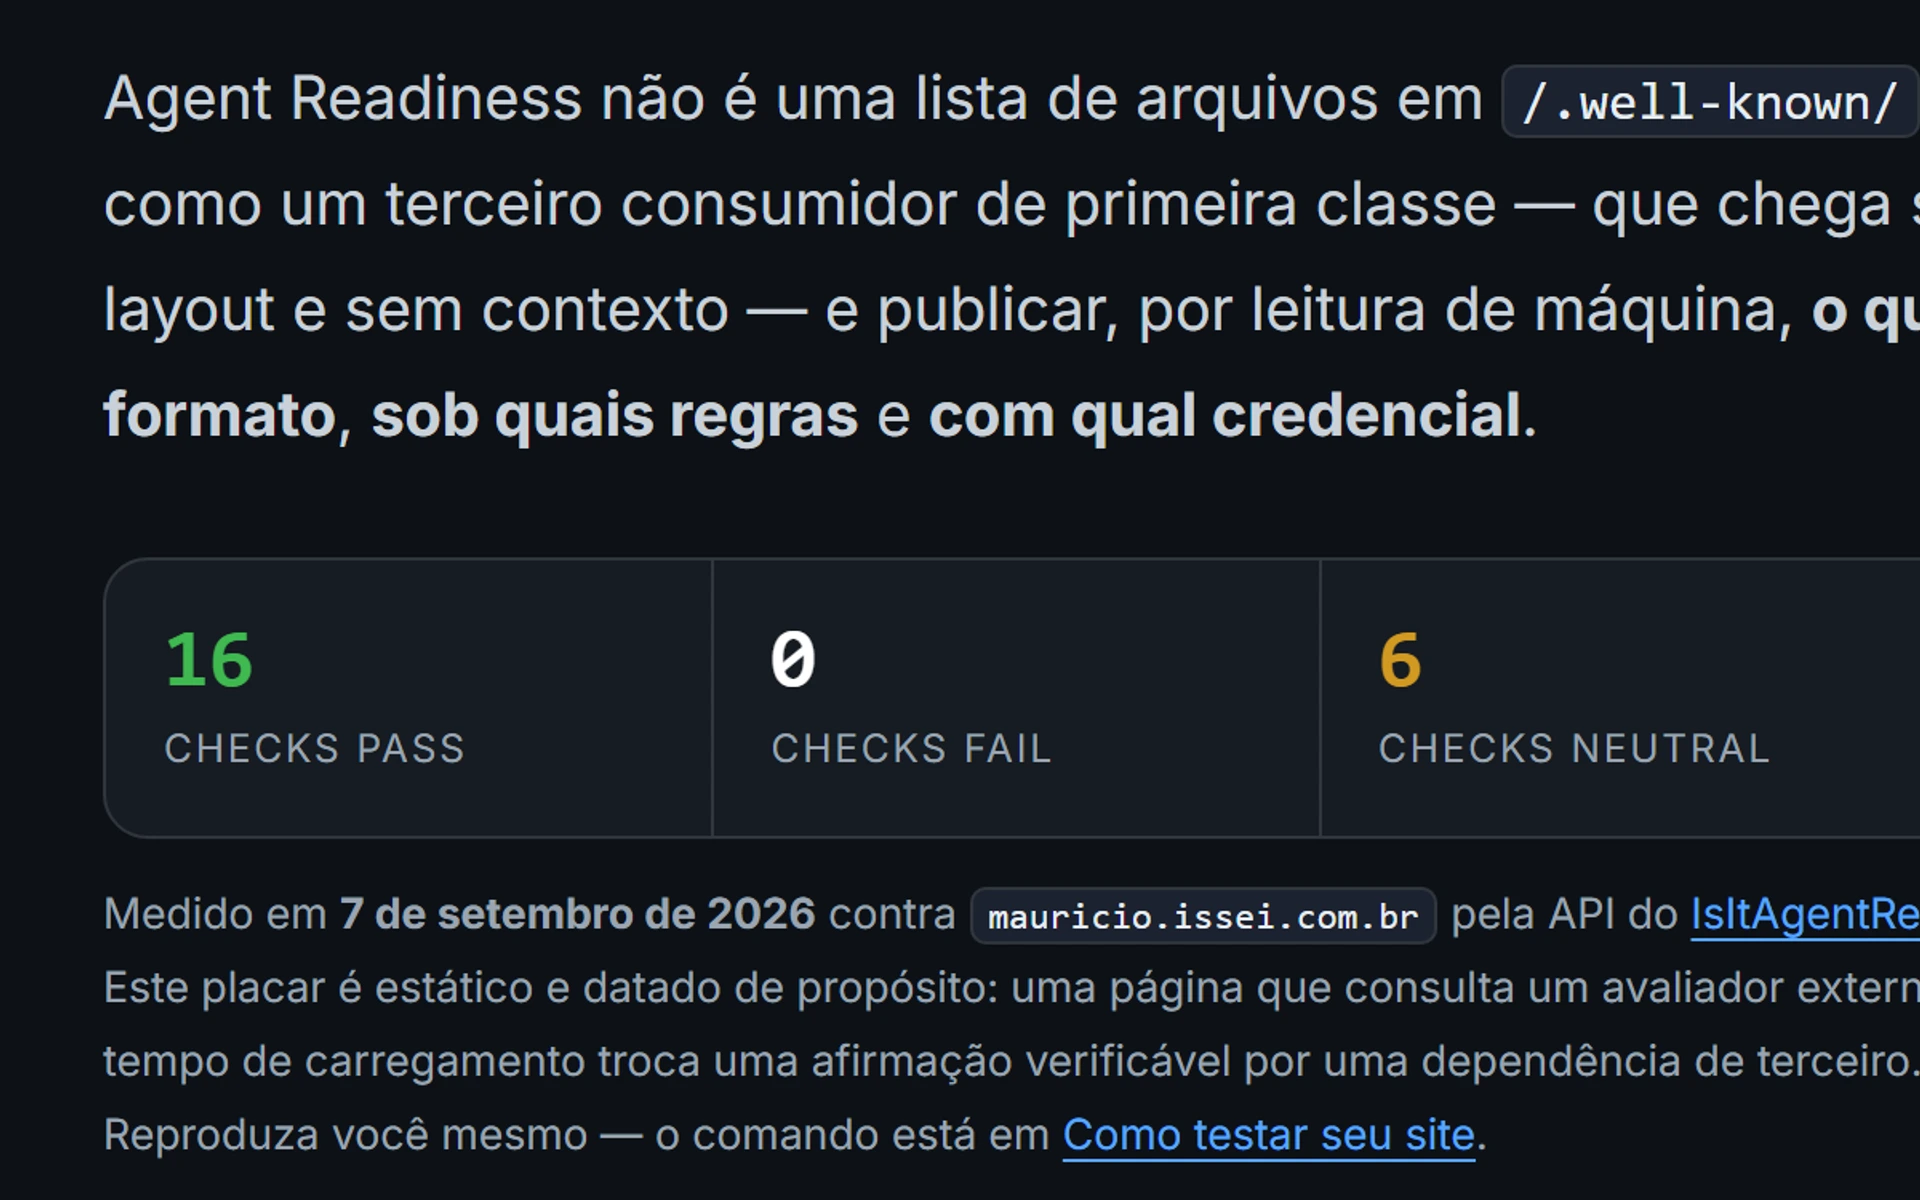 Agent Readiness não é uma lista de arquivos em /.well-known/
como um terceiro consumidor de primeira classe — que chega
layout e sem contexto — e publicar, por leitura de máquina, o
formato, sob quais regras e com qual credencial.
16
CHECKS PASS
0
CHECKS FAIL
6
CHECKS NEUTRAL
Medido em 7 de setembro de 2026 contra mauricio.issei.com.br pela API do IsItAgentRe
Este placar é estático e datado de propósito: uma página que consulta um avaliador extern
tempo de carregamento troca uma afirmação verificável por uma dependência de terceiro.
Reproduza você mesmo — o comando está em Como testar seu site.